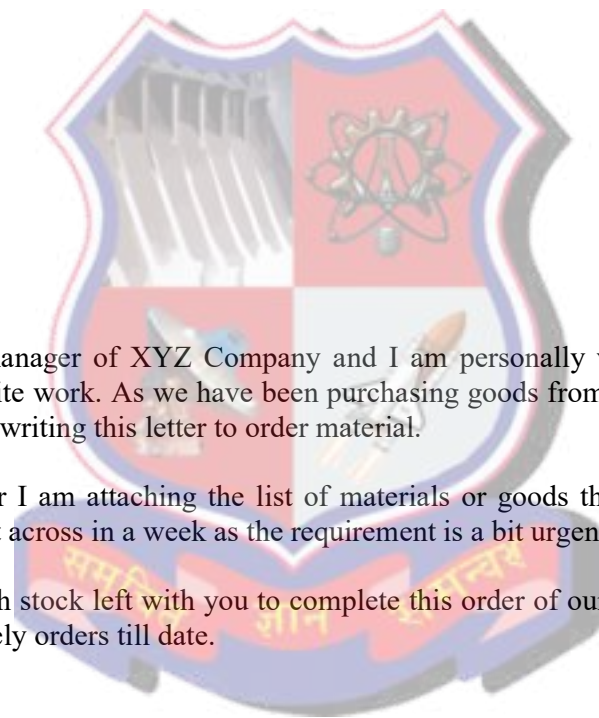 anager of XYZ Company and I am personally
ite work. As we have been purchasing goods from
writing this letter to order material.
r I am attaching the list of materials or goods th
t across in a week as the requirement is a bit urgen
h stock left with you to complete this order of ou
ely orders till date.
ज्ञान